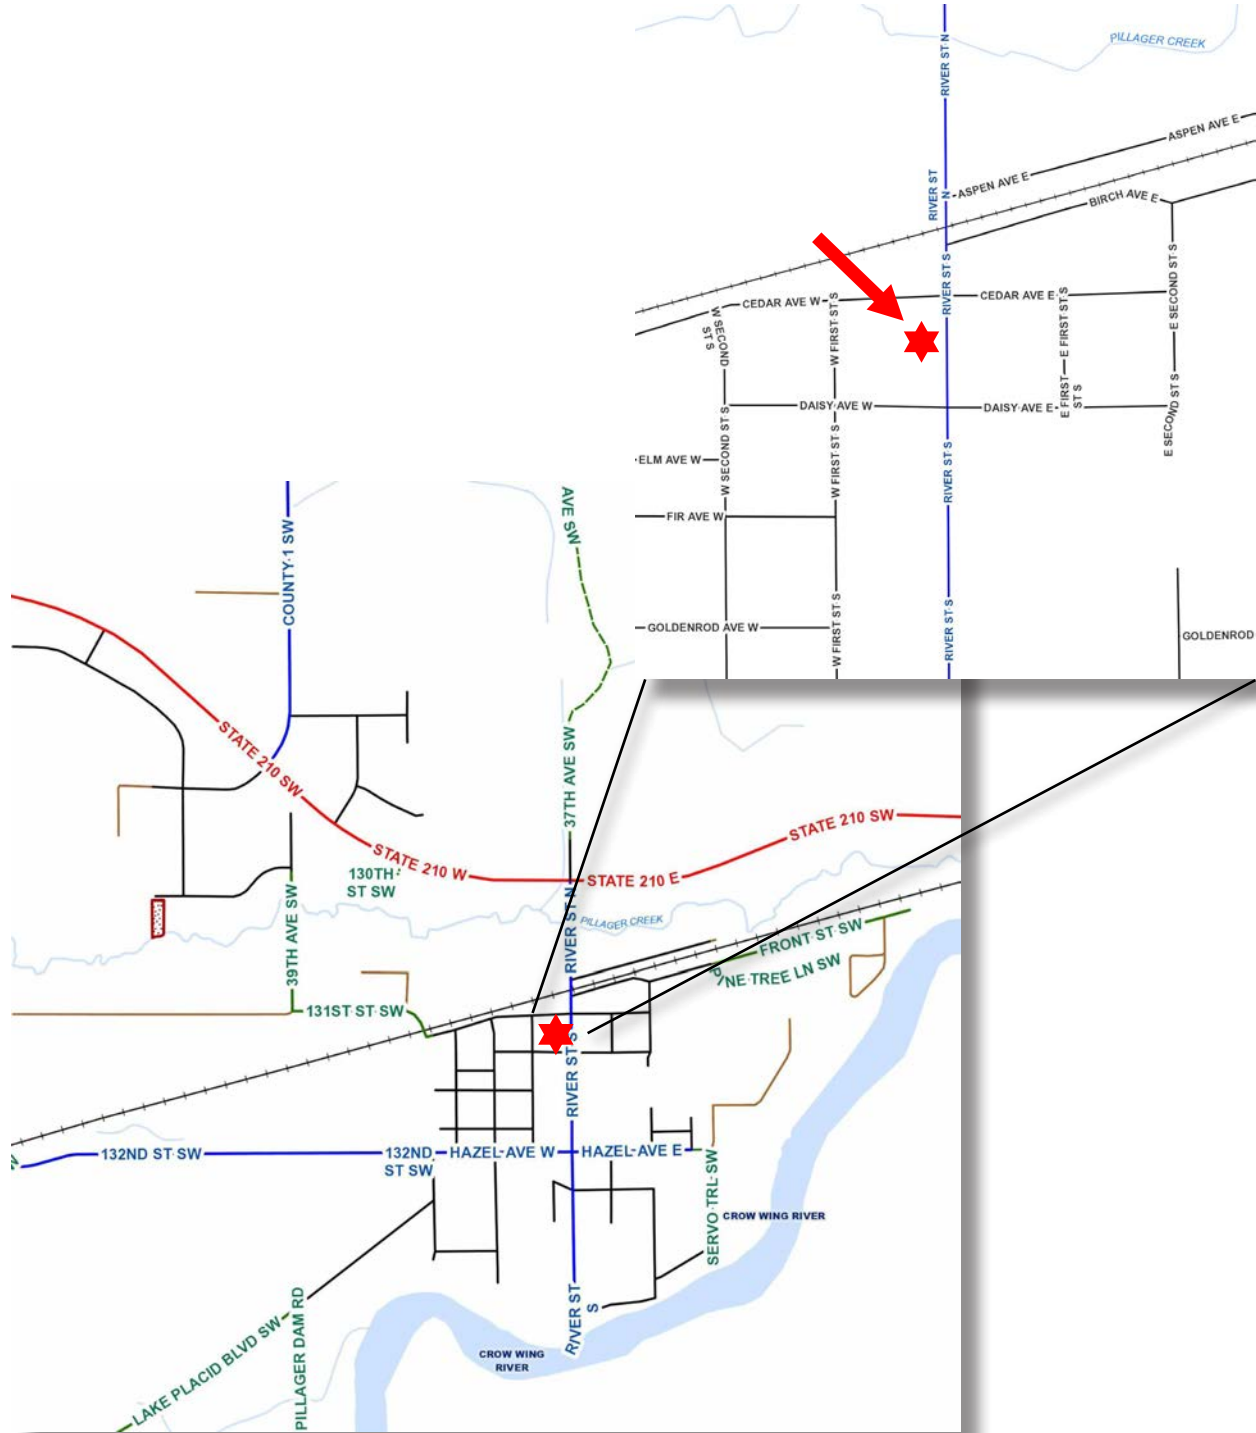 PILLAGER CREEK
RIVER ST N
ASPEN AVE E
RIVER ST
N
ASPEN AVE E
BIRCH AVE E
RIVER ST S
E SECOND ST S
CEDAR AVE W
CEDAR AVE E
W FIRST ST S
E FIRST ST S
W SECOND
ST S
E FIRST
ST S
E SECOND ST S
DAISY AVE W
DAISY AVE E
W SECOND ST S
W FIRST ST S
RIVER ST S
ELM AVE W
FIR AVE W
GOLDENROD AVE W
W FIRST ST S
RIVER ST S
GOLDENROD
COUNTY 1 SW
AVE SW
37TH AVE SW
STATE 210 SW
STATE 210 SW
STATE 210 W
STATE 210 E
130TH
ST SW
39TH AVE SW
RIVER ST N
PILLAGER CREEK
FRONT ST SW
PINE TREE LN SW
131ST ST SW
RIVER ST S
132ND ST SW
132ND
ST SW
HAZEL AVE W
HAZEL AVE E
SERVO TRL SW
CROW WING RIVER
RIVER ST
S
PILLAGER DAM RD
LAKE PLACID BLVD SW
CROW WING
RIVER